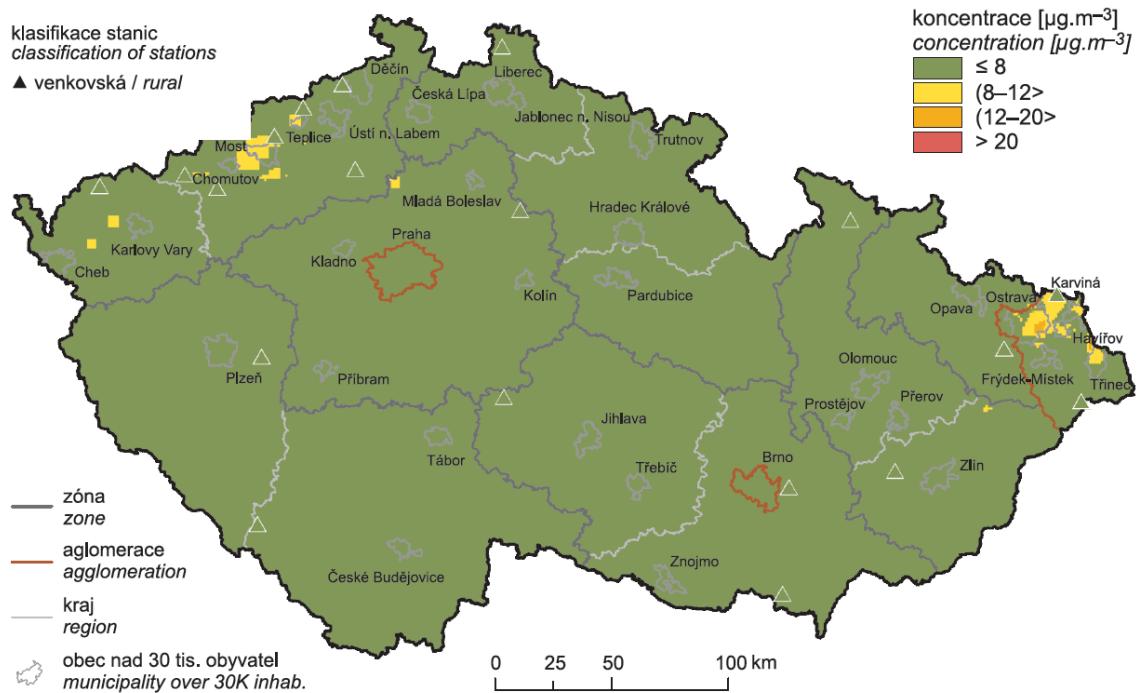 klasifikace stanic
classification of stations
venkovská / rural
koncentrace [µg.m–3]
concentration [µg.m–3]
≤ 8
(8–12>
(12–20>
> 20
Děčín
Liberec
Česká Lípa
Jablonec n. Nisou
Teplice
Ústí n. Labem
Trutnov
Most
Chomutov
Mladá Boleslav
Hradec Králové
Karlovy Vary
Praha
Cheb
Kladno
Kolín
Pardubice
Karviná
Ostrava
Opava
Havířov
Olomouc
Plzeň
Příbram
Frýdek-Místek
Třinec
Prostějov
Přerov
Jihlava
Tábor
Brno
Zlín
Třebíč
Znojmo
České Budějovice
zóna
zone
aglomerace
agglomeration
kraj
region
obec nad 30 tis. obyvatel
municipality over 30K inhab.
0 25 50 100 km